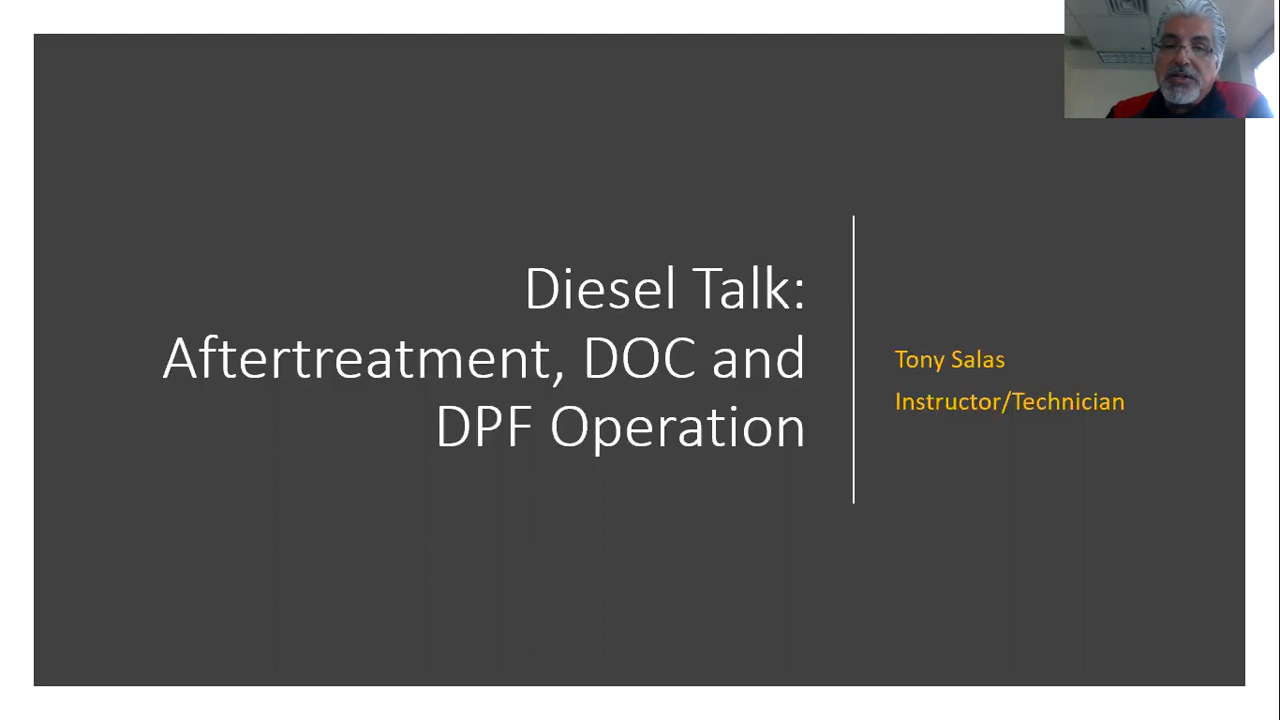 Diesel Talk:
Aftertreatment, DOC and
DPF Operation
Tony Salas
Instructor/Technician